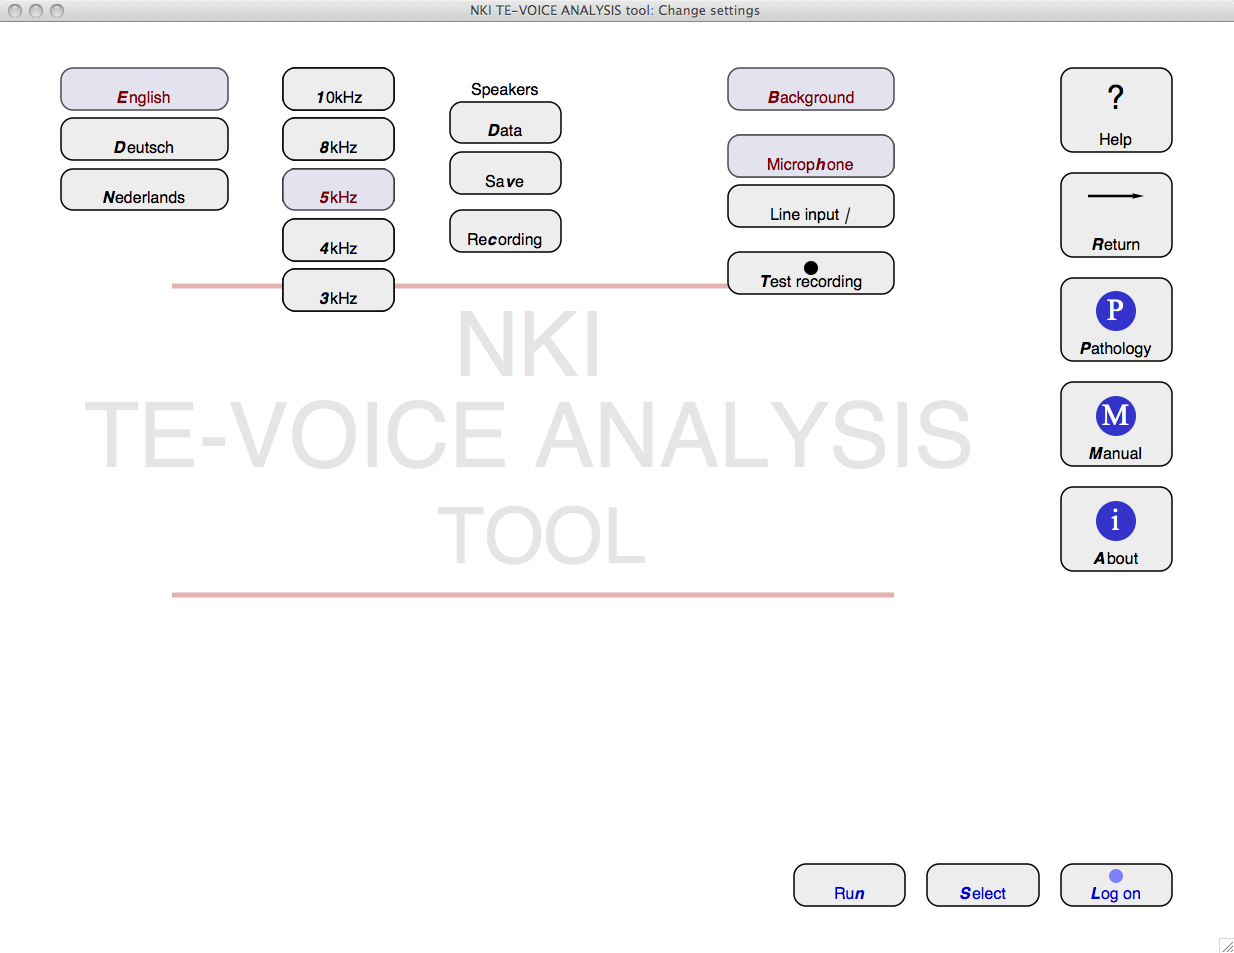 NKI TE-VOICE ANALYSIS tool: Change settings
English
Deutsch
Nederlands
10kHz
8kHz
5kHz
4kHz
3kHz
Speakers
Data
Save
Recording
Background
Microphone
Line input /
Test recording
?
Help
Return
P
Pathology
M
Manual
i
About
NKI
TE-VOICE ANALYSIS
TOOL
Run
Select
Log on